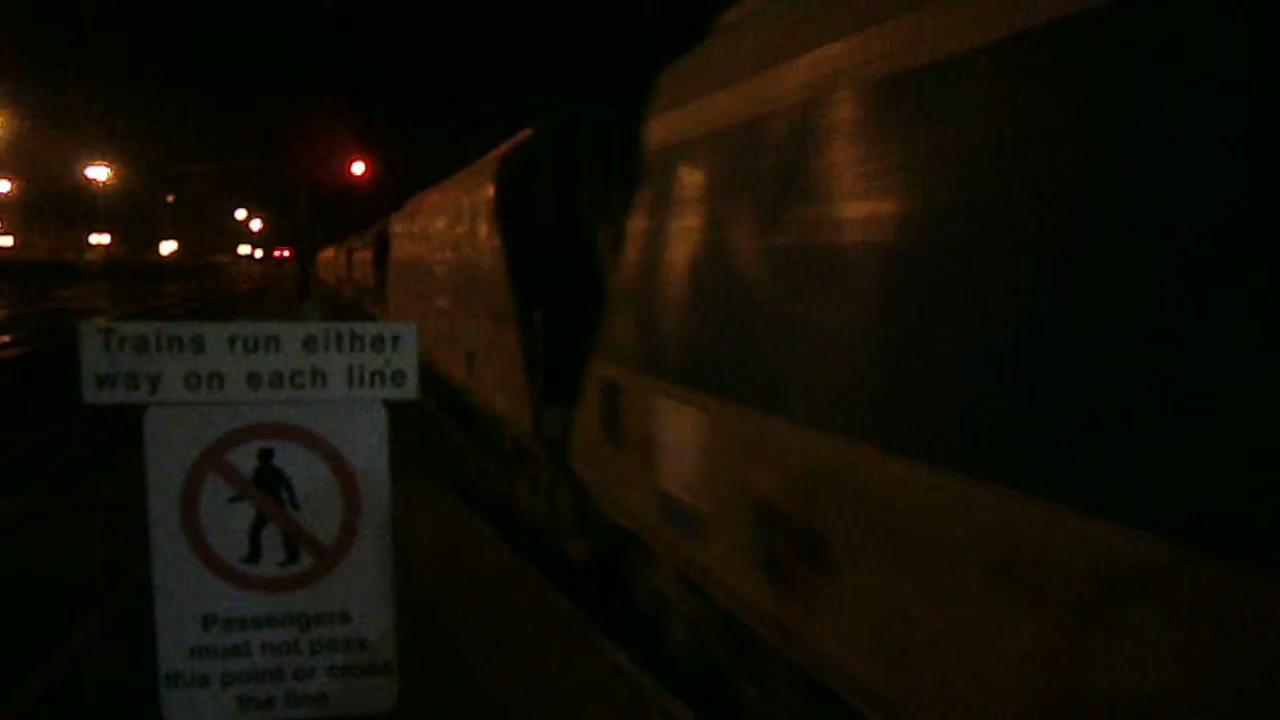 Trains run either
way on each line
Passengers
must not pass
this point or cross
the line